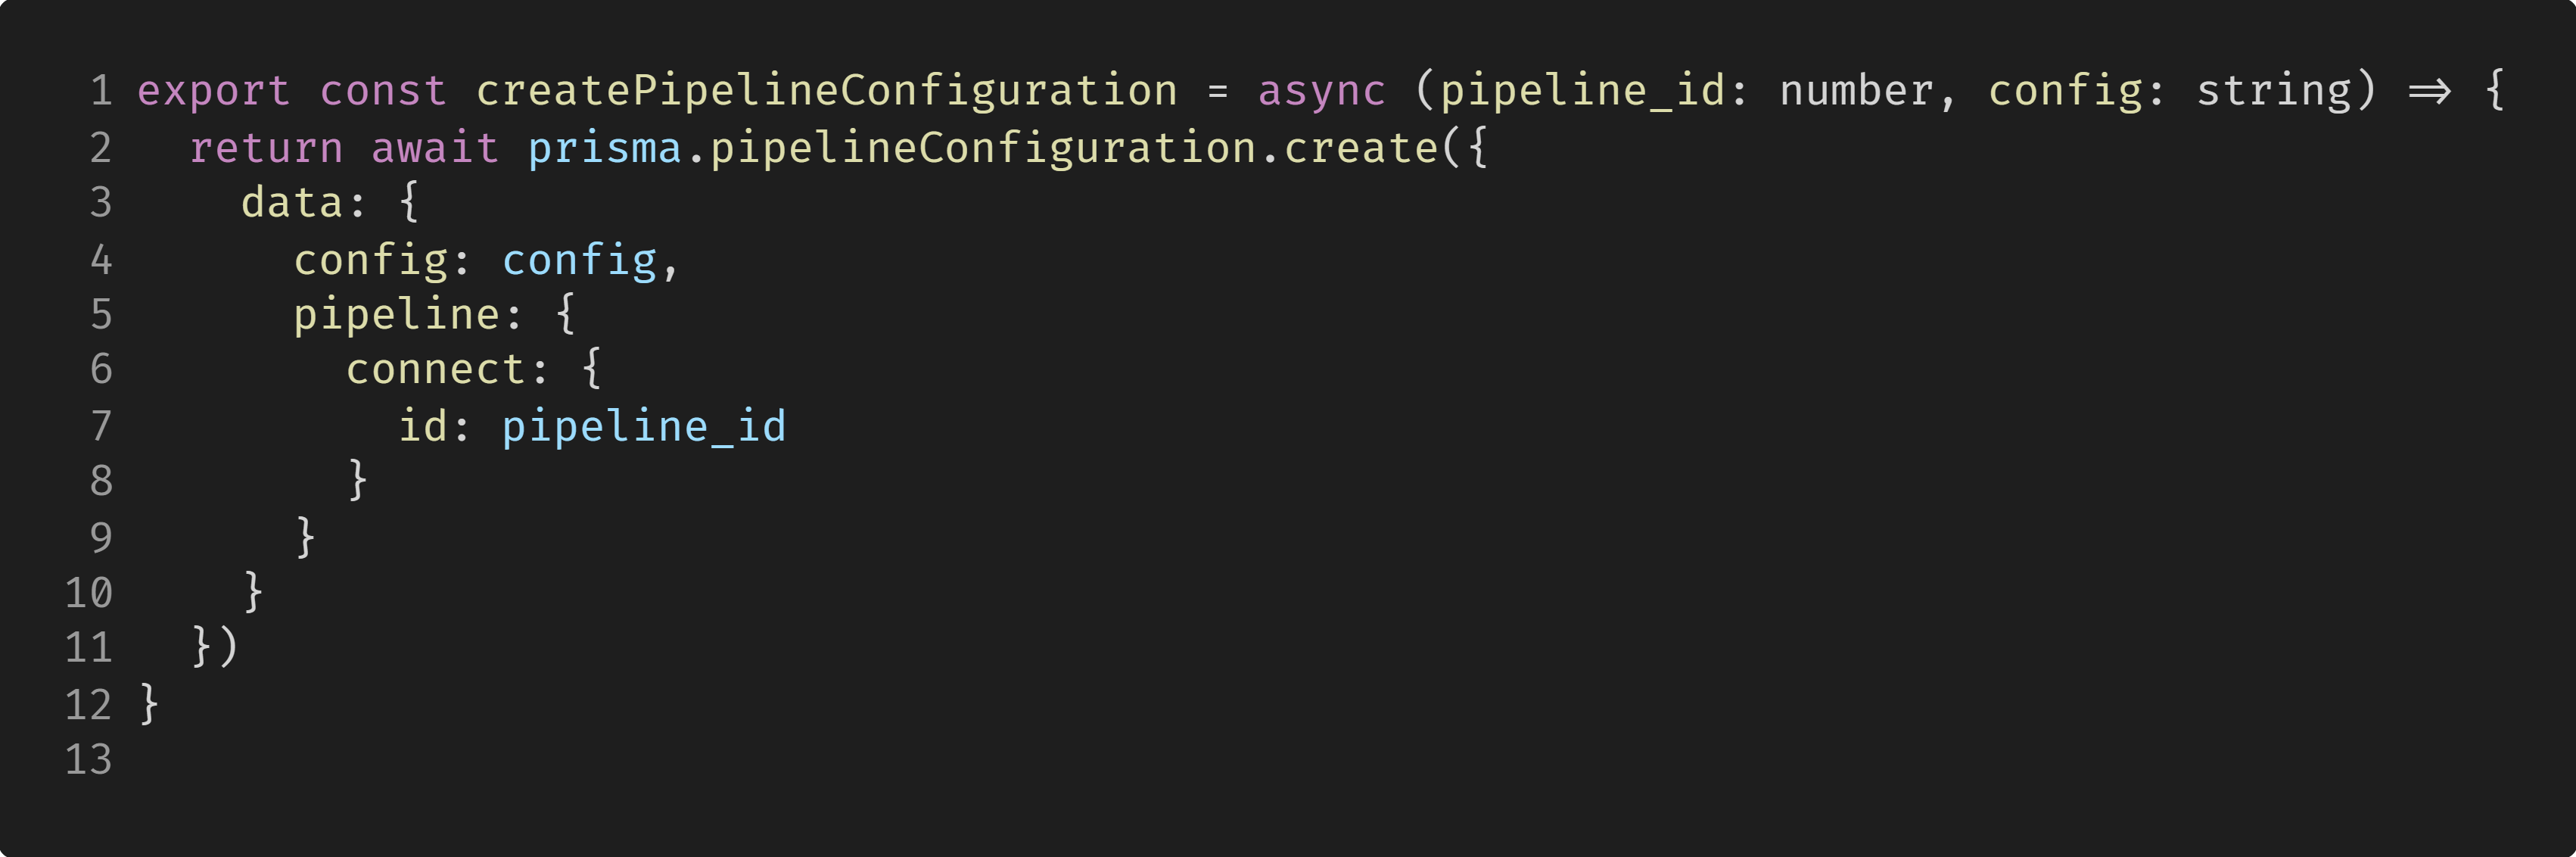 1 export const createPipelineConfiguration = async (pipeline_id: number, config: string) => {
2   return await prisma.pipelineConfiguration.create({
3     data: {
4       config: config,
5       pipeline: {
6         connect: {
7           id: pipeline_id
8         }
9       }
10     }
11   })
12 }
13